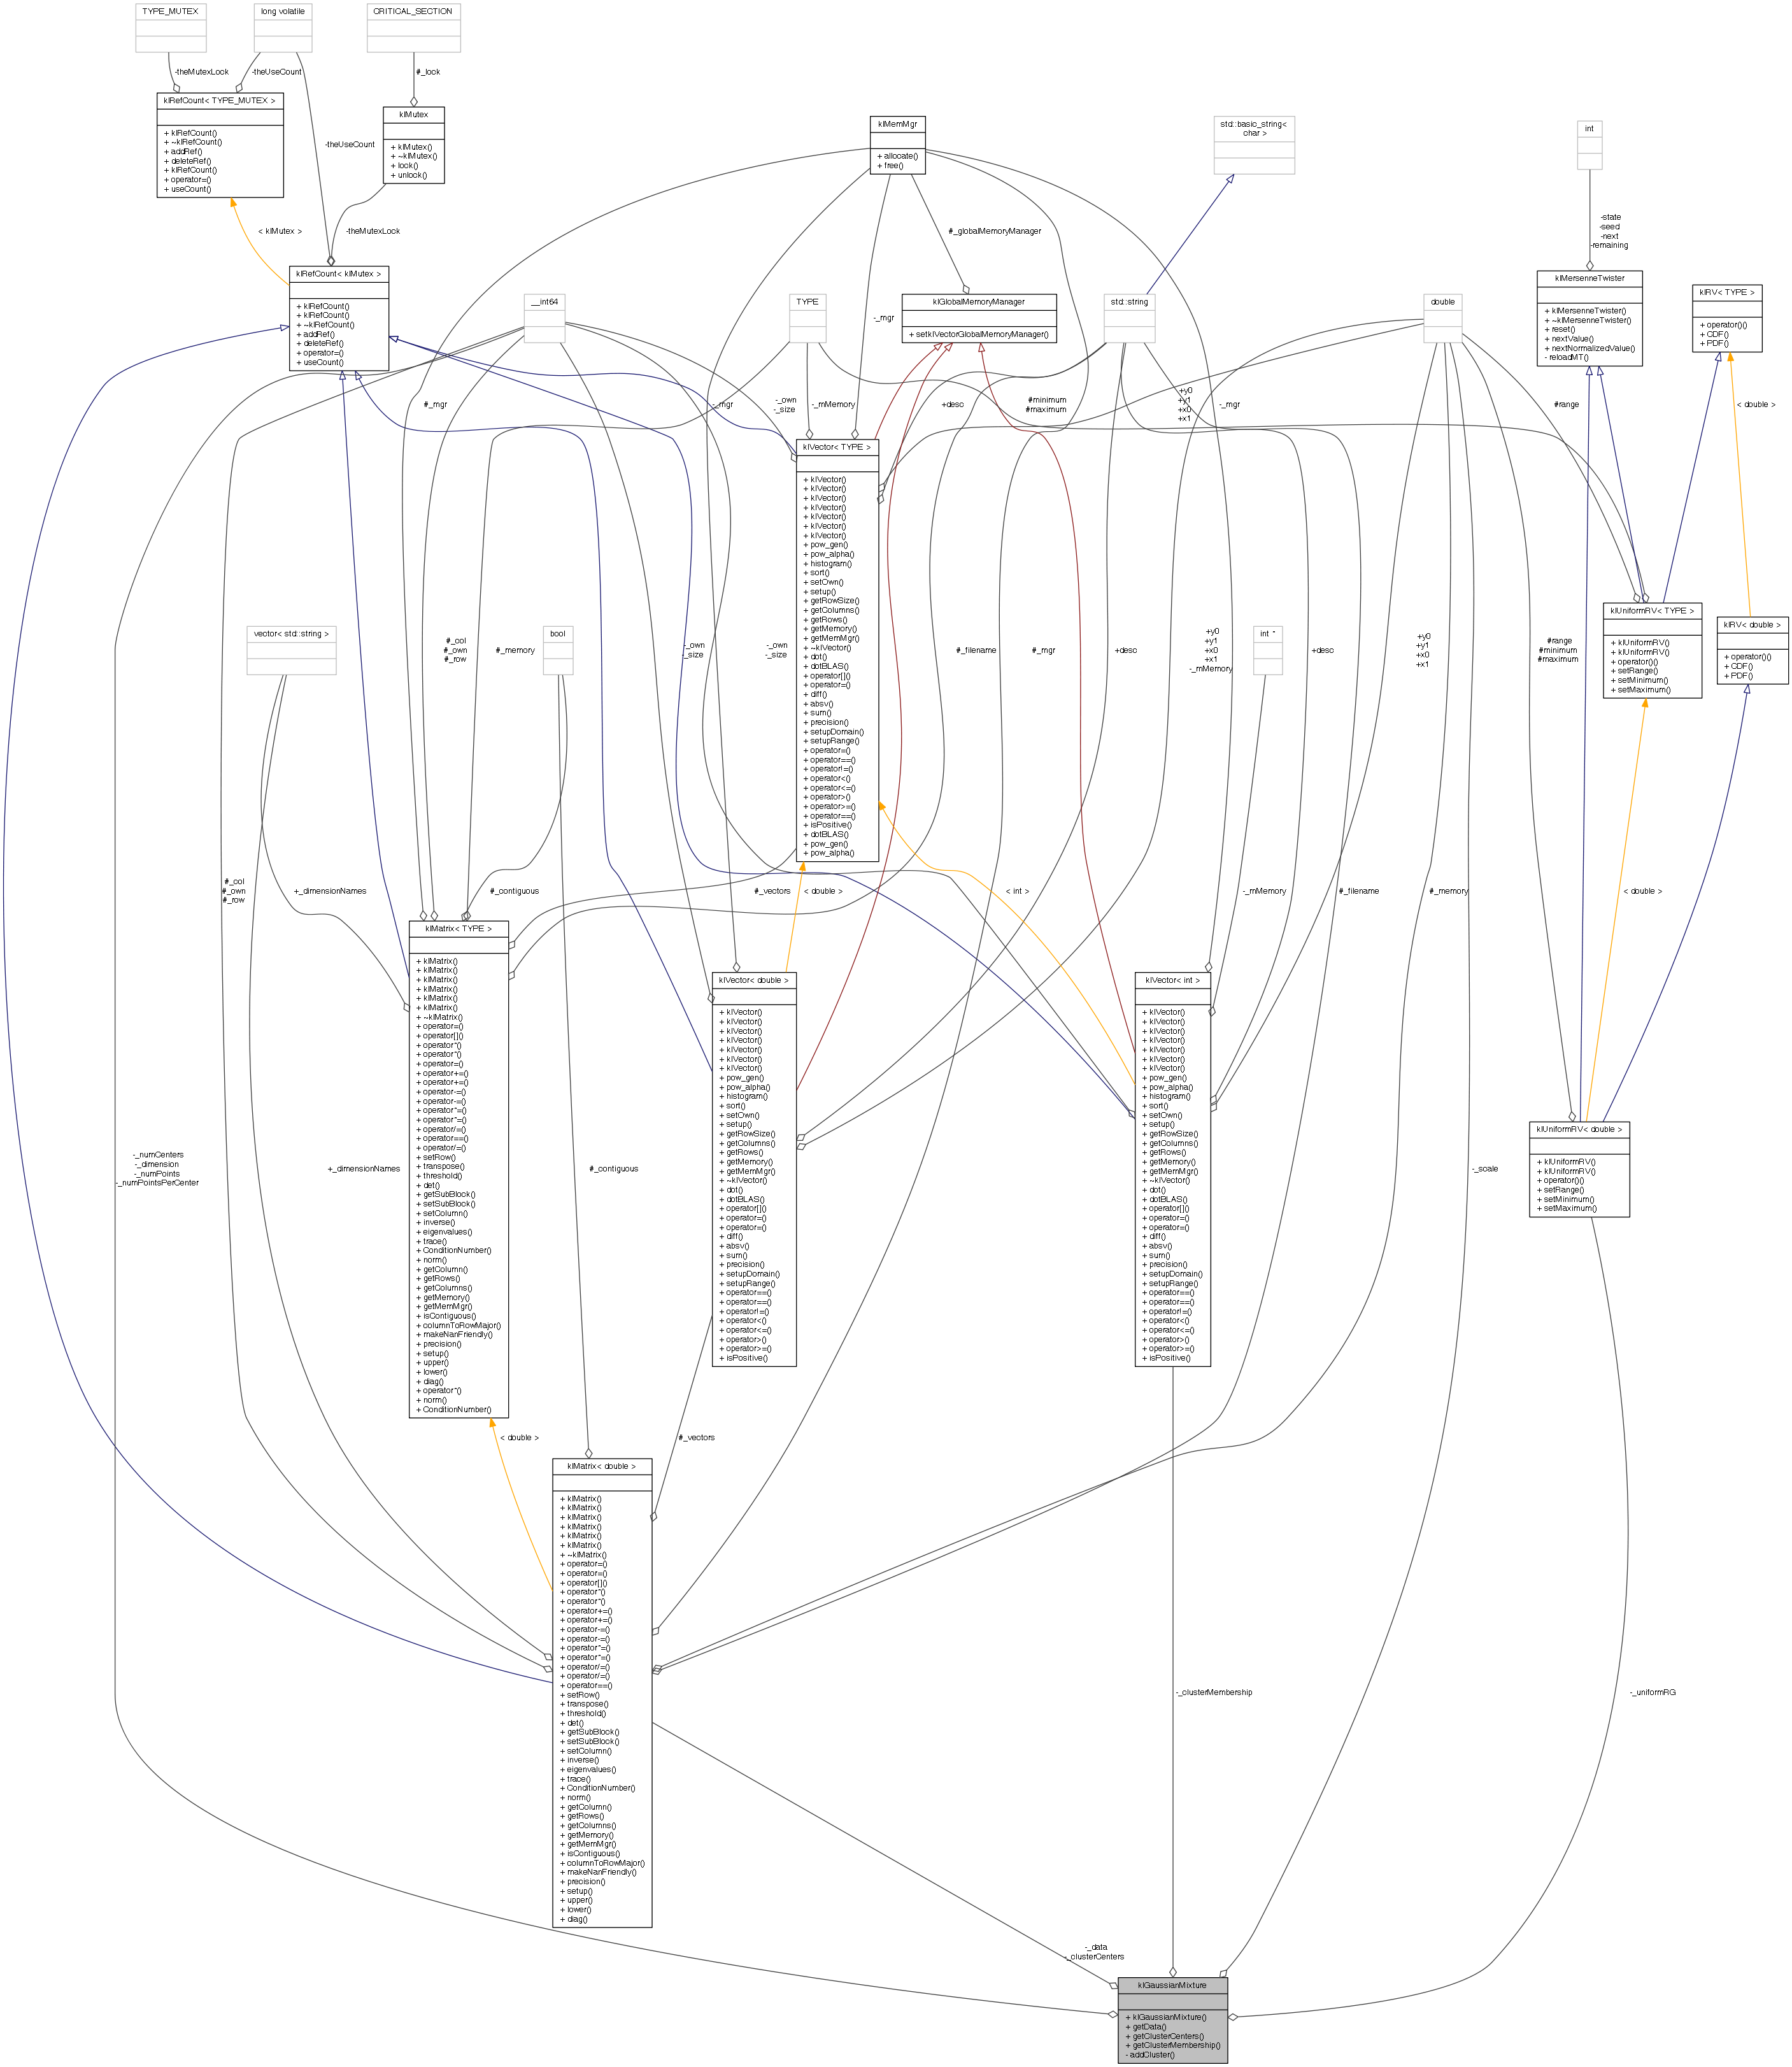 TYPE_MUTEX
long volatile
CRITICAL_SECTION
-theMutexLock
-theUseCount
#_lock
klRefCount< TYPE_MUTEX >
+ klRefCount()
+ ~klRefCount()
+ addRef()
+ deleteRef()
+ klRefCount()
+ operator=()
+ useCount()
klMutex
+ klMutex()
+ ~klMutex()
+ lock()
+ unlock()
-theUseCount
klMemMgr
+ allocate()
+ free()
std::basic_string<
char >
int
< klMutex >
-theMutexLock
#_globalMemoryManager
-state
-seed
-next
-remaining
klRefCount< klMutex >
+ klRefCount()
+ klRefCount()
+ ~klRefCount()
+ addRef()
+ deleteRef()
+ operator=()
+ useCount()
__int64
TYPE
-_mgr
klGlobalMemoryManager
+ setklVectorGlobalMemoryManager()
std::string
double
klMersenneTwister
+ klMersenneTwister()
+ ~klMersenneTwister()
+ reset()
+ nextValue()
+ nextNormalizedValue()
- reloadMT()
klRV< TYPE >
+ operator()()
+ CDF()
+ PDF()
#_mgr
-_mgr
-_own
-_size
-_mMemory
+desc
#minimum
#maximum
+y0
+y1
+x0
+x1
-_mgr
#range
< double >
klVector< TYPE >
+ klVector()
+ klVector()
+ klVector()
+ klVector()
+ klVector()
+ klVector()
+ klVector()
+ pow_gen()
+ pow_alpha()
+ histogram()
+ sort()
+ setOwn()
+ setup()
+ getRowSize()
+ getColumns()
+ getRows()
+ getMemory()
+ getMemMgr()
+ ~klVector()
+ dot()
+ dotBLAS()
+ operator[]()
+ operator=()
+ diff()
+ absv()
+ sum()
+ precision()
+ setupDomain()
+ setupRange()
+ operator=()
+ operator==()
+ operator!=()
+ operator<()
+ operator<=()
+ operator>()
+ operator>=()
+ operator==()
+ isPositive()
+ dotBLAS()
+ pow_gen()
+ pow_alpha()
vector< std::string >
#_col
#_own
#_row
#_memory
bool
-_own
-_size
-_own
-_size
#_filename
#_mgr
+desc
+y0
+y1
+x0
+x1
-_mMemory
int *
+desc
+y0
+y1
+x0
+x1
#range
#minimum
#maximum
klUniformRV< TYPE >
+ klUniformRV()
+ klUniformRV()
+ operator()()
+ setRange()
+ setMinimum()
+ setMaximum()
klRV< double >
+ operator()()
+ CDF()
+ PDF()
#_col
#_own
#_row
+_dimensionNames
#_contiguous
#_vectors
< double >
< int >
-_mMemory
#_filename
#_memory
< double >
klMatrix< TYPE >
+ klMatrix()
+ klMatrix()
+ klMatrix()
+ klMatrix()
+ klMatrix()
+ klMatrix()
+ ~klMatrix()
+ operator=()
+ operator[]()
+ operator*()
+ operator*()
+ operator=()
+ operator+=()
+ operator+=()
+ operator-=()
+ operator-=()
+ operator*=()
+ operator*=()
+ operator/=()
+ operator==()
+ operator/=()
+ setRow()
+ transpose()
+ threshold()
+ det()
+ getSubBlock()
+ setSubBlock()
+ setColumn()
+ inverse()
+ eigenvalues()
+ trace()
+ ConditionNumber()
+ norm()
+ getColumn()
+ getRows()
+ getColumns()
+ getMemory()
+ getMemMgr()
+ isContiguous()
+ columnToRowMajor()
+ makeNanFriendly()
+ precision()
+ setup()
+ upper()
+ lower()
+ diag()
+ operator*()
+ norm()
+ ConditionNumber()
klVector< double >
+ klVector()
+ klVector()
+ klVector()
+ klVector()
+ klVector()
+ klVector()
+ klVector()
+ pow_gen()
+ pow_alpha()
+ histogram()
+ sort()
+ setOwn()
+ setup()
+ getRowSize()
+ getColumns()
+ getRows()
+ getMemory()
+ getMemMgr()
+ ~klVector()
+ dot()
+ dotBLAS()
+ operator[]()
+ operator=()
+ operator=()
+ diff()
+ absv()
+ sum()
+ precision()
+ setupDomain()
+ setupRange()
+ operator==()
+ operator==()
+ operator!=()
+ operator<()
+ operator<=()
+ operator>()
+ operator>=()
+ isPositive()
klVector< int >
+ klVector()
+ klVector()
+ klVector()
+ klVector()
+ klVector()
+ klVector()
+ klVector()
+ pow_gen()
+ pow_alpha()
+ histogram()
+ sort()
+ setOwn()
+ setup()
+ getRowSize()
+ getColumns()
+ getRows()
+ getMemory()
+ getMemMgr()
+ ~klVector()
+ dot()
+ dotBLAS()
+ operator[]()
+ operator=()
+ operator=()
+ diff()
+ absv()
+ sum()
+ precision()
+ setupDomain()
+ setupRange()
+ operator==()
+ operator==()
+ operator!=()
+ operator<()
+ operator<=()
+ operator>()
+ operator>=()
+ isPositive()
klUniformRV< double >
+ klUniformRV()
+ klUniformRV()
+ operator()()
+ setRange()
+ setMinimum()
+ setMaximum()
-_numCenters
-_dimension
-_numPoints
-_numPointsPerCenter
+_dimensionNames
#_contiguous
-_scale
< double >
#_vectors
klMatrix< double >
+ klMatrix()
+ klMatrix()
+ klMatrix()
+ klMatrix()
+ klMatrix()
+ klMatrix()
+ ~klMatrix()
+ operator=()
+ operator=()
+ operator[]()
+ operator*()
+ operator*()
+ operator+=()
+ operator+=()
+ operator-=()
+ operator-=()
+ operator*=()
+ operator*=()
+ operator/=()
+ operator/=()
+ operator==()
+ setRow()
+ transpose()
+ threshold()
+ det()
+ getSubBlock()
+ setSubBlock()
+ setColumn()
+ inverse()
+ eigenvalues()
+ trace()
+ ConditionNumber()
+ norm()
+ getColumn()
+ getRows()
+ getColumns()
+ getMemory()
+ getMemMgr()
+ isContiguous()
+ columnToRowMajor()
+ makeNanFriendly()
+ precision()
+ setup()
+ upper()
+ lower()
+ diag()
-_clusterMembership
-_uniformRG
-_data
-_clusterCenters
klGaussianMixture
+ klGaussianMixture()
+ getData()
+ getClusterCenters()
+ getClusterMembership()
- addCluster()